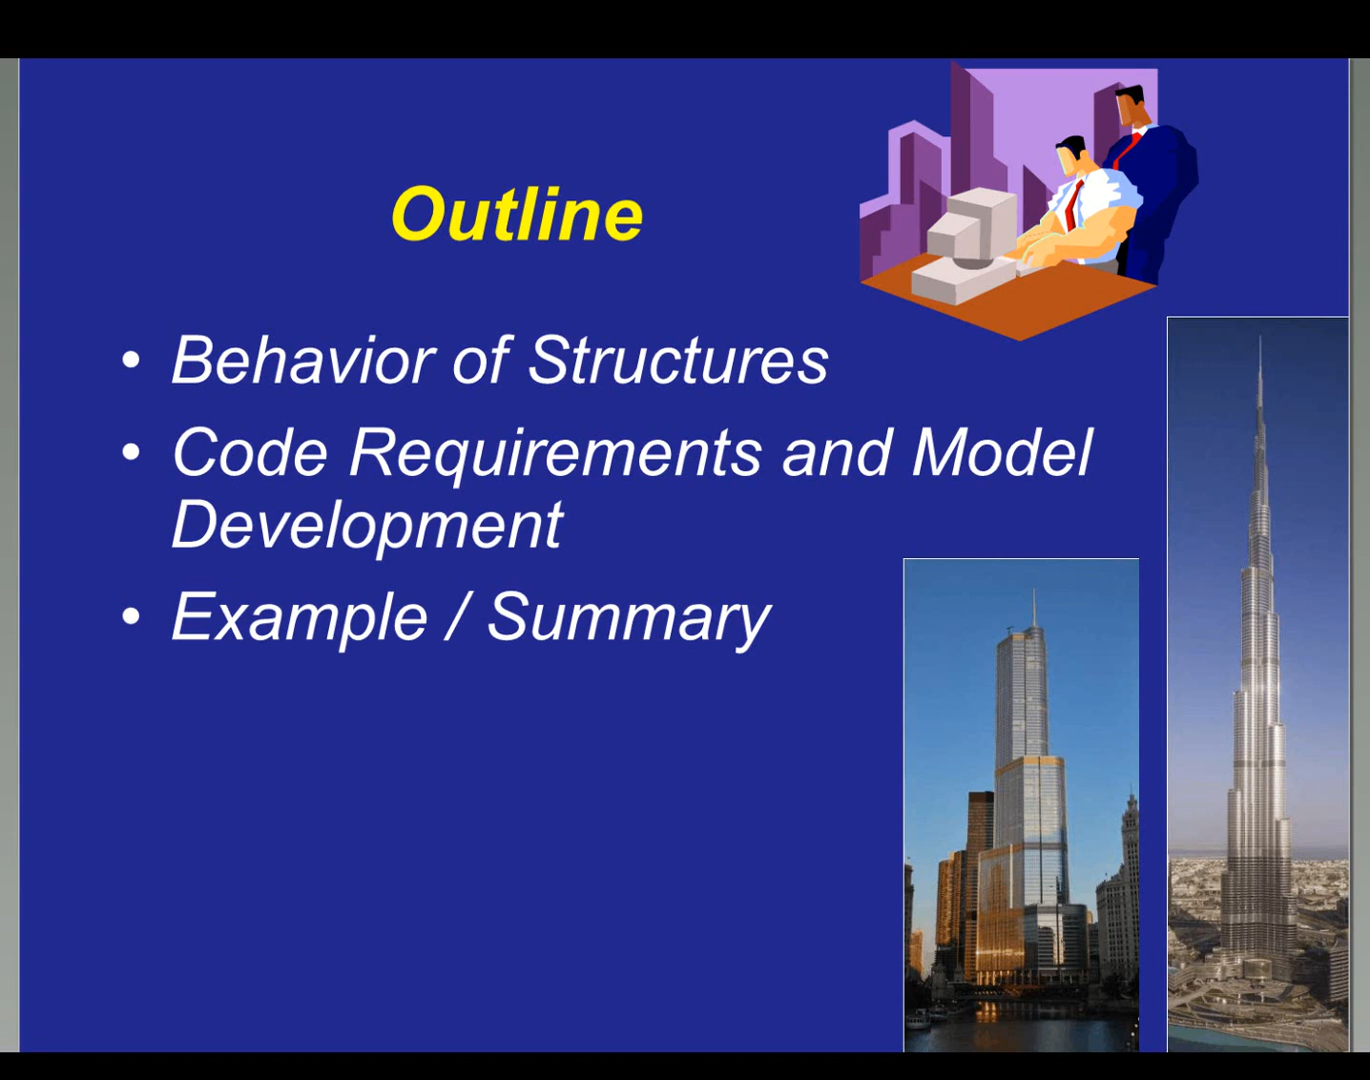 Outline
• Behavior of Structures
• Code Requirements and Model
Development
• Example / Summary